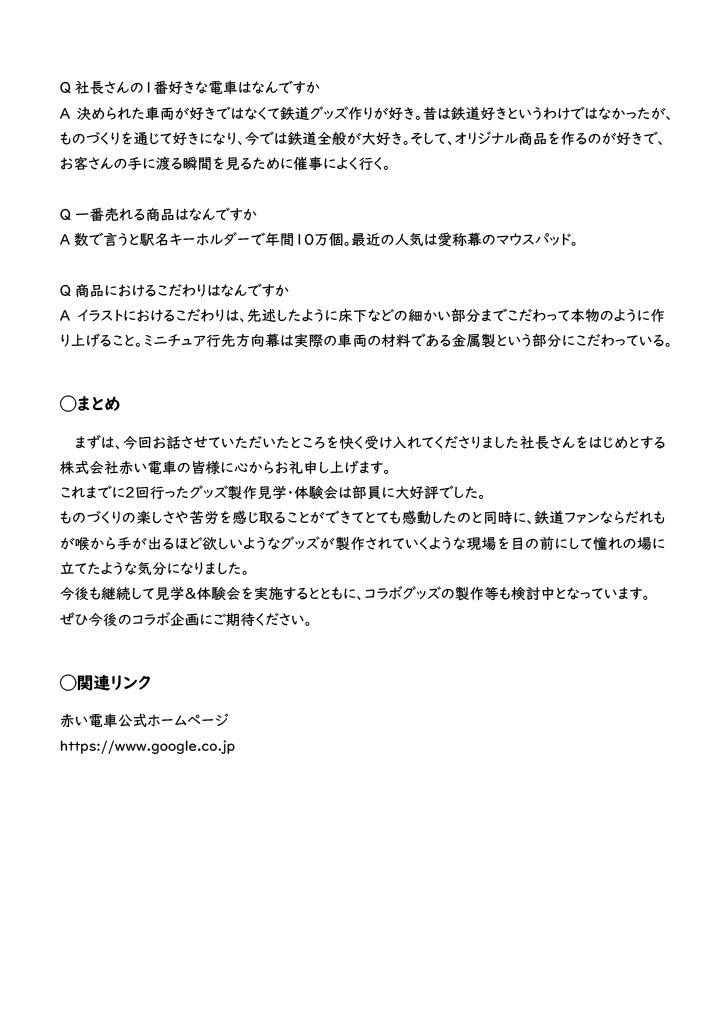 Q 社長さんの1番好きな電車はなんですか
A 決められた車両が好きではなくて鉄道グッズ作りが好き。昔は鉄道好きというわけではなかったが、
ものづくりを通じて好きになり、今では鉄道全般が大好き。そして、オリジナル商品を作るのが好きで、
お客さんの手に渡る瞬間を見るために催事によく行く。
Q 一番売れる商品はなんですか
A 数で言うと駅名キーホルダーで年間10万個。最近の人気は愛称幕のマウスパッド。
Q 商品におけるこだわりはなんですか
A イラストにおけるこだわりは、先述したように床下などの細かい部分までこだわって本物のように作
り上げること。ミニチュア行先方向幕は実際の車両の材料である金属製という部分にこだわっている。
○まとめ
まずは、今回お話させていただいたところを快く受け入れてくださりました社長さんをはじめとする
株式会社赤い電車の皆様に心からお礼申し上げます。
これまでに2回行ったグッズ製作見学・体験会は部員に大好評でした。
ものづくりの楽しさや苦労を感じ取ることができてとても感動したのと同時に、鉄道ファンならだれも
が喉から手が出るほど欲しいようなグッズが製作されていくような現場を目の前にして憧れの場に
立てたような気分になりました。
今後も継続して見学&体験会を実施するとともに、コラボグッズの製作等も検討中となっています。
ぜひ今後のコラボ企画にご期待ください。
○関連リンク
赤い電車公式ホームページ
https://www.google.co.jp